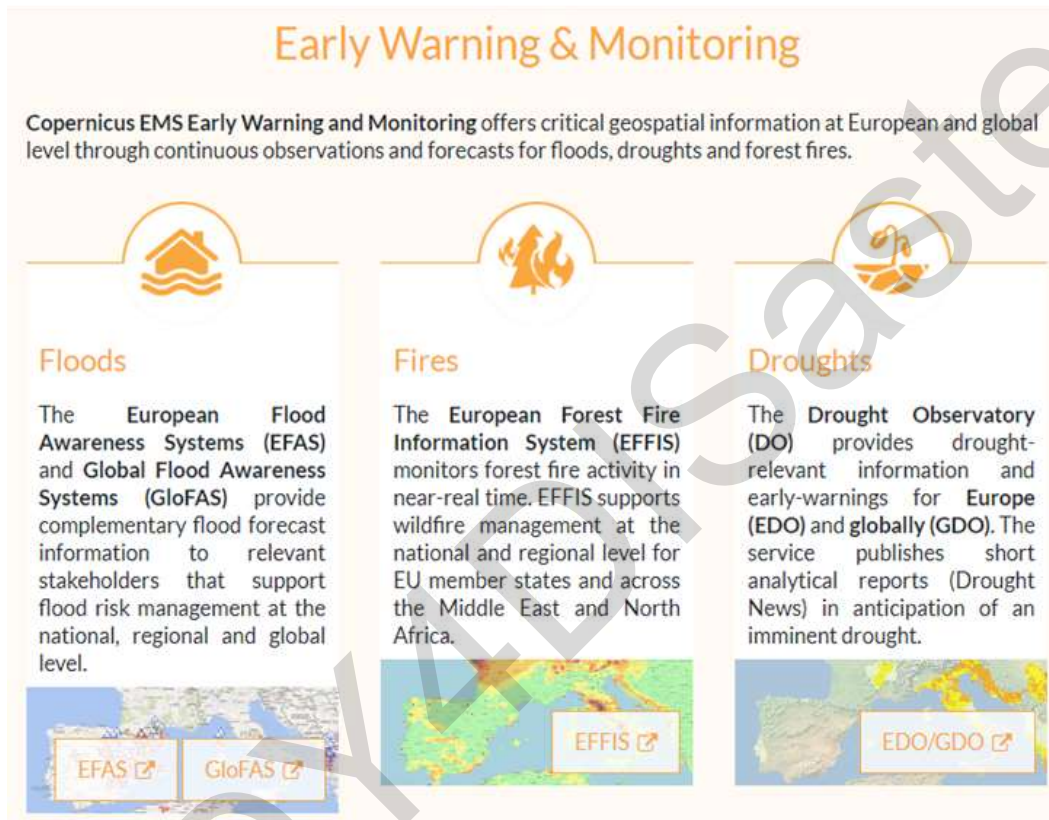 Early Warning & Monitoring
Copernicus EMS Early Warning and Monitoring offers critical geospatial information at European and global
level through continuous observations and forecasts for floods, droughts and forest fires.
Floods
The European Flood
Awareness Systems (EFAS)
and Global Flood Awareness
Systems (GloFAS) provide
complementary flood forecast
information to relevant
stakeholders that support
flood risk management at the
national, regional and global
level.
EFAS
GloFAS
Fires
The European Forest Fire
Information System (EFFIS)
monitors forest fire activity in
near-real time. EFFIS supports
wildfire management at the
national and regional level for
EU member states and across
the Middle East and North
Africa.
EFFIS
Droughts
The Drought Observatory
(DO) provides drought-
relevant information and
early-warnings for Europe
(EDO) and globally (GDO). The
service publishes short
analytical reports (Drought
News) in anticipation of an
imminent drought.
EDO/GDO